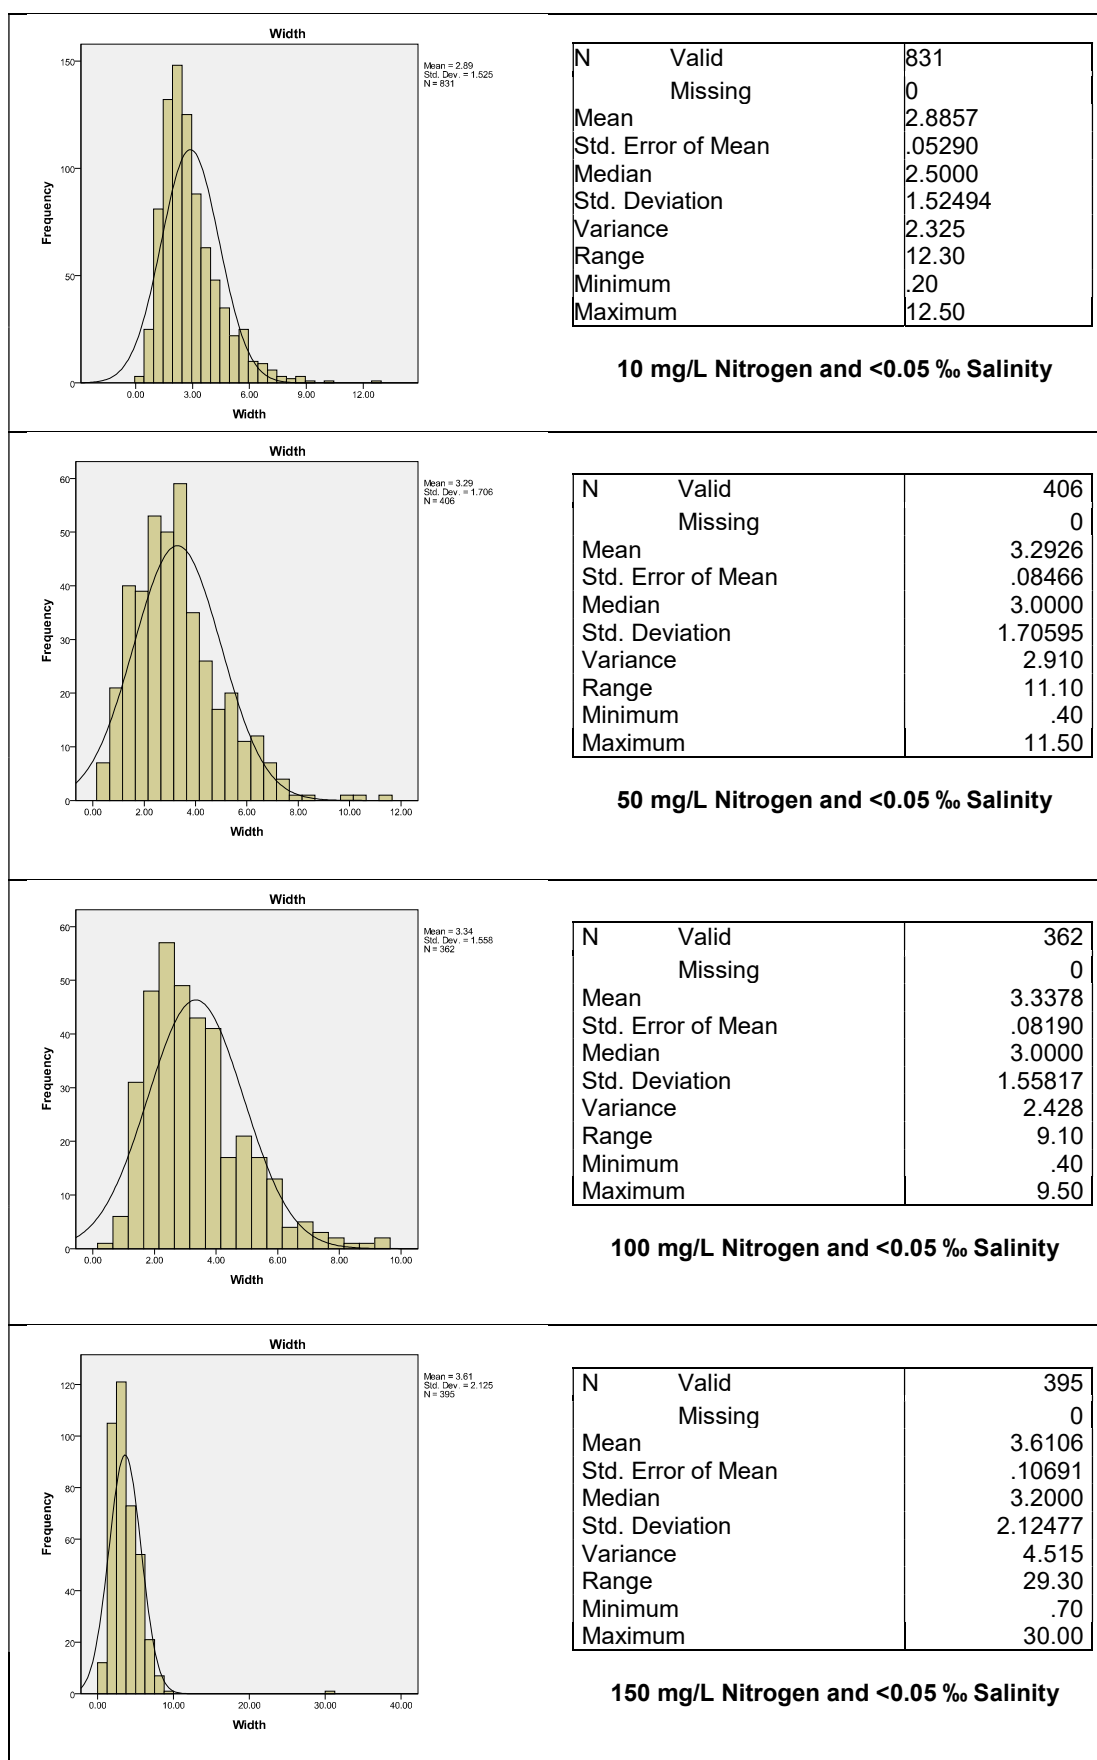 Width
Mean = 2.89
Std. Dev. = 1.525
N = 831
150
100
50
0
Frequency
0.00 3.00 6.00 9.00 12.00
Width
N Valid 831
Missing 0
Mean 2.8857
Std. Error of Mean .05290
Median 2.5000
Std. Deviation 1.52494
Variance 2.325
Range 12.30
Minimum .20
Maximum 12.50
10 mg/L Nitrogen and <0.05 ‰ Salinity
Width
Mean = 3.29
Std. Dev. = 1.706
N = 406
60
50
40
30
20
10
0
Frequency
0.00 2.00 4.00 6.00 8.00 10.00 12.00
Width
N Valid 406
Missing 0
Mean 3.2926
Std. Error of Mean .08466
Median 3.0000
Std. Deviation 1.70595
Variance 2.910
Range 11.10
Minimum .40
Maximum 11.50
50 mg/L Nitrogen and <0.05 ‰ Salinity
Width
Mean = 3.34
Std. Dev. = 1.558
N = 362
60
50
40
30
20
10
0
Frequency
0.00 2.00 4.00 6.00 8.00 10.00
Width
N Valid 362
Missing 0
Mean 3.3378
Std. Error of Mean .08190
Median 3.0000
Std. Deviation 1.55817
Variance 2.428
Range 9.10
Minimum .40
Maximum 9.50
100 mg/L Nitrogen and <0.05 ‰ Salinity
Width
Mean = 3.61
Std. Dev. = 2.125
N = 395
120
100
80
60
40
20
0
Frequency
0.00 10.00 20.00 30.00 40.00
Width
N Valid 395
Missing 0
Mean 3.6106
Std. Error of Mean .10691
Median 3.2000
Std. Deviation 2.12477
Variance 4.515
Range 29.30
Minimum .70
Maximum 30.00
150 mg/L Nitrogen and <0.05 ‰ Salinity